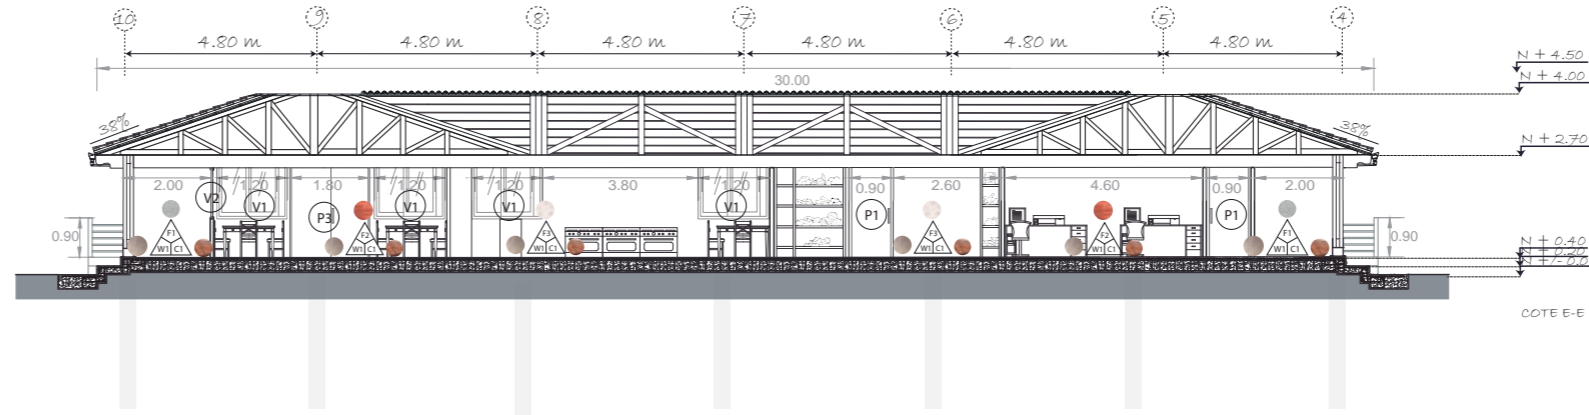 10 9 8 7 6 5 4
4.80 m 4.80 m 4.80 m 4.80 m 4.80 m 4.80 m
N + 4.50
30.00
N + 4.00
38% 38%
N + 2.70
2.00 1.20 1.80 1.20 1.20 3.80 1.20 0.90 2.60 4.60 0.90 2.00
V2 V1 P3 V1 V1 V1 P1 P1
0.90 F1 F2 F3 F3 F2 F1 0.90
W1 C1 W1 C1 W1 C1 W1 C1 W1 C1 W1 C1
N + 0.40
N + 0.20
N +/- 0.0
COTE E-E